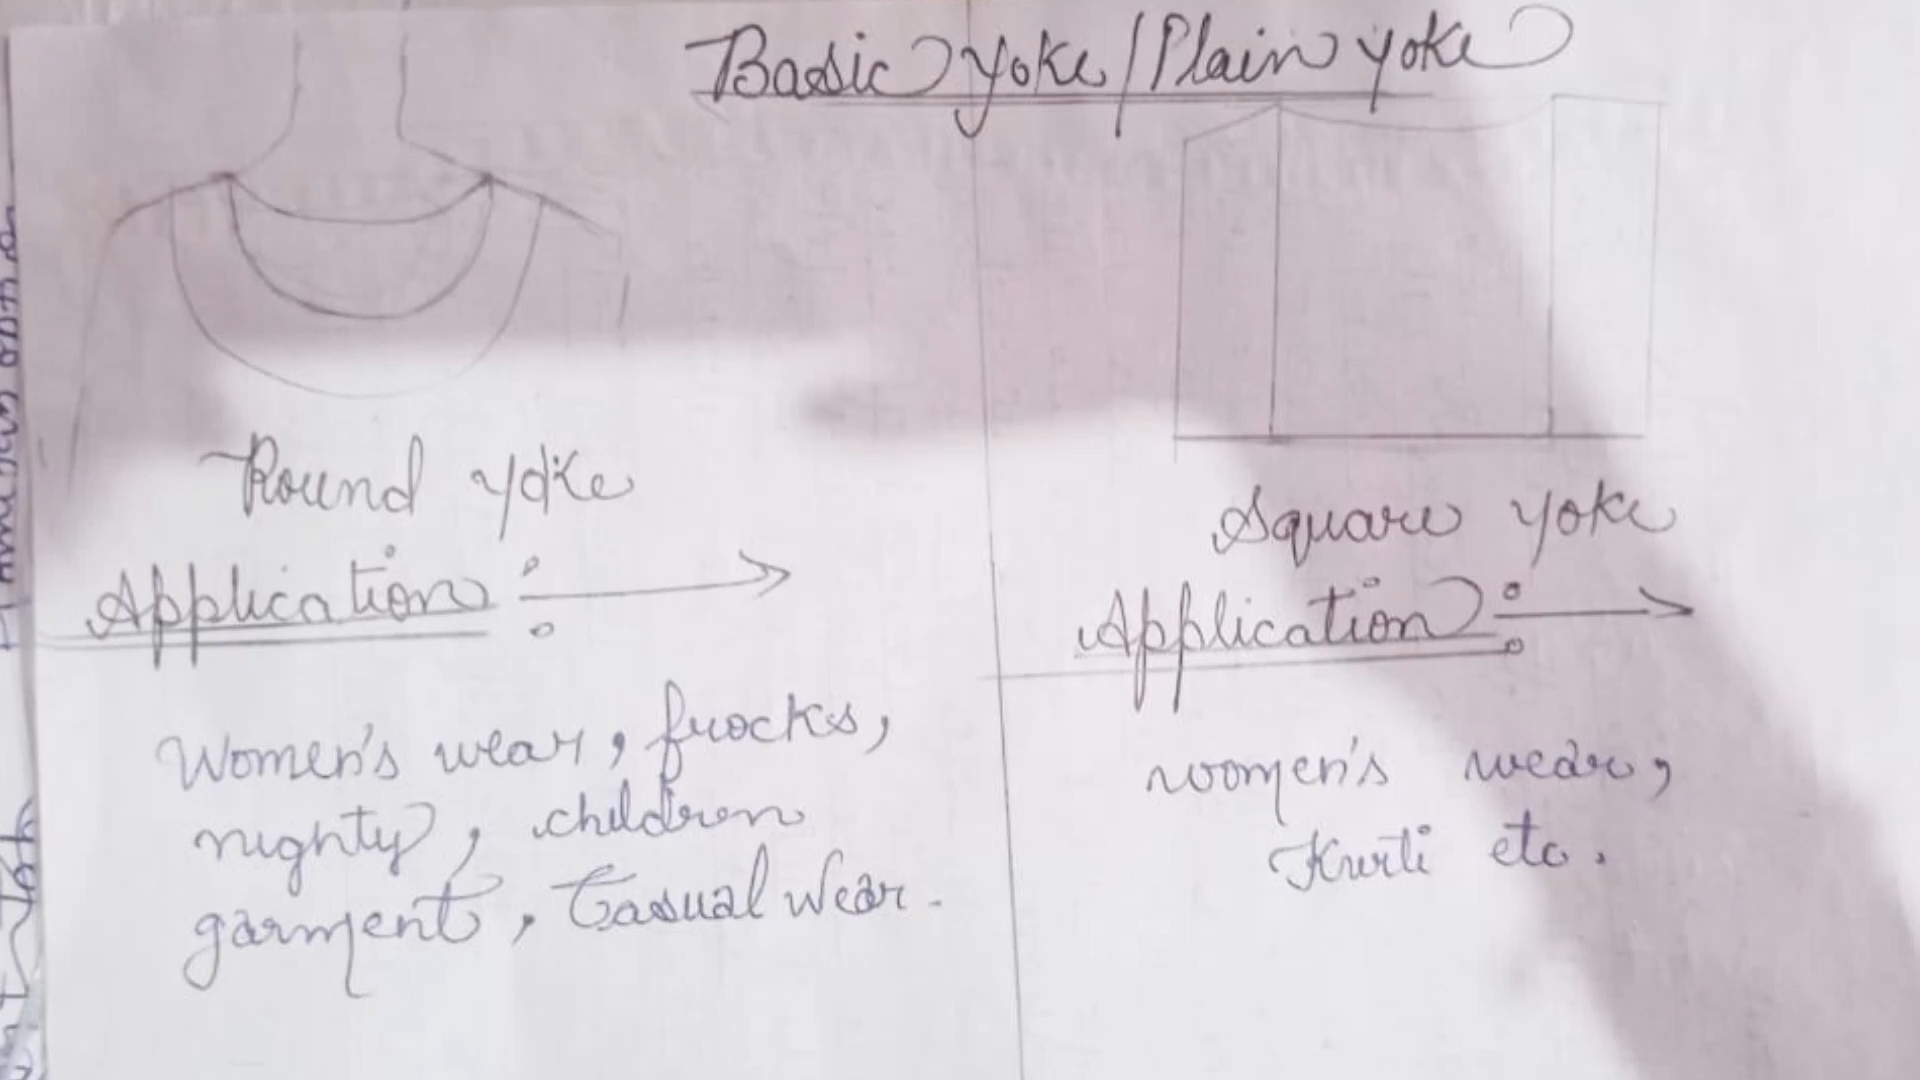 Basic Yoke/Plain yoke
Round yoke
Application :→
Women's wear, frocks,
nighty, children
garment, Casual wear.
Square yoke
Application :→
women's wear,
Kurti etc.